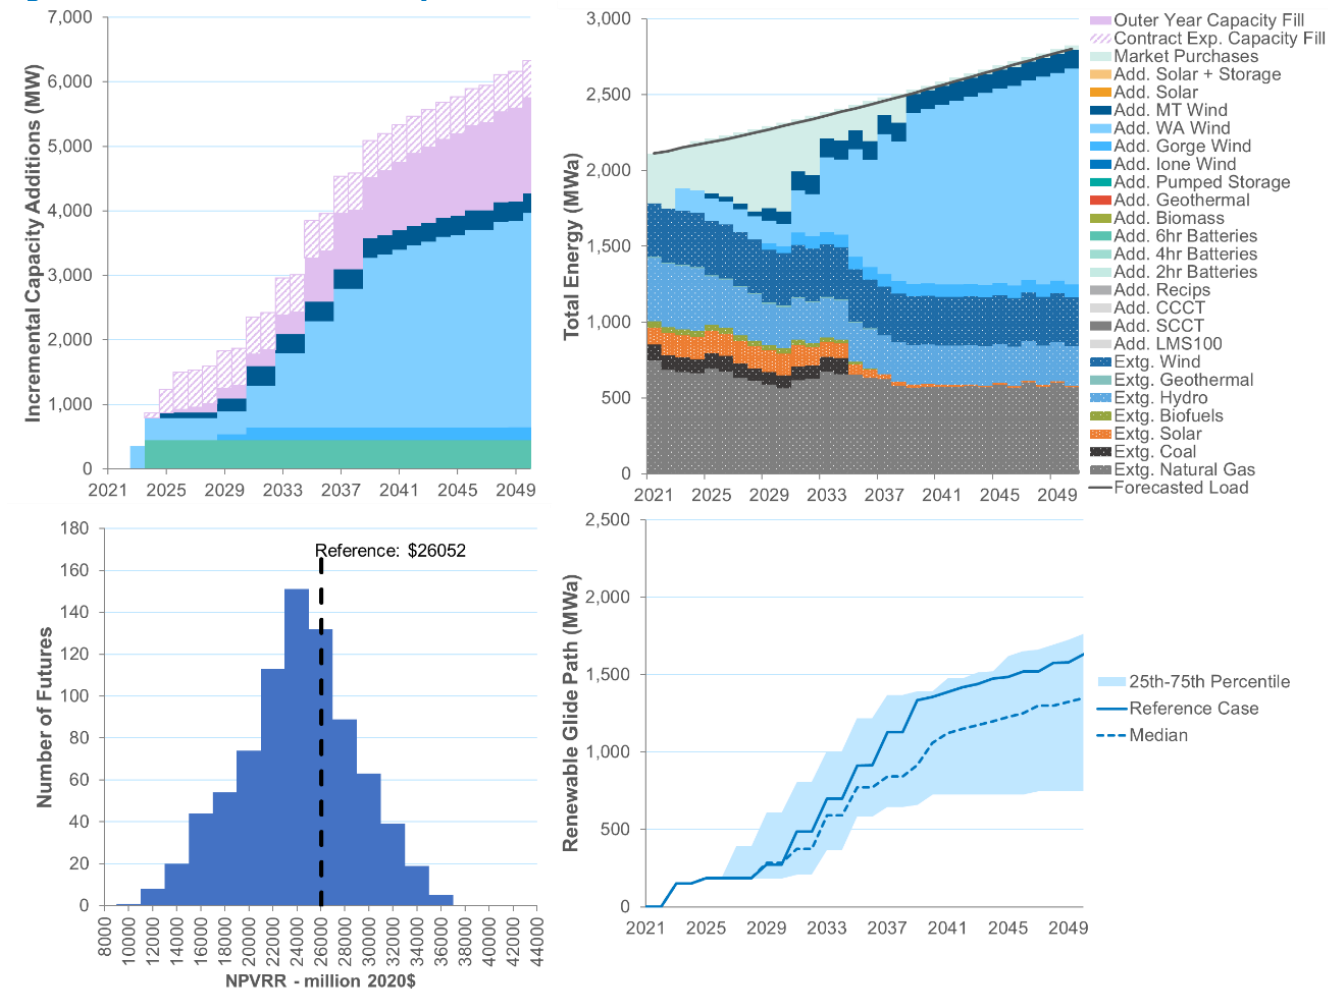 7,000
6,000
5,000
4,000
3,000
2,000
1,000
0
Incremental Capacity Additions (MW)
2021 2025 2029 2033 2037 2041 2045 2049
3,000
2,500
2,000
1,500
1,000
500
0
Total Energy (MWa)
2021 2025 2029 2033 2037 2041 2045 2049
Outer Year Capacity Fill
Contract Exp. Capacity Fill
Market Purchases
Add. Solar + Storage
Add. Solar
Add. MT Wind
Add. WA Wind
Add. Gorge Wind
Add. Ione Wind
Add. Pumped Storage
Add. Geothermal
Add. Biomass
Add. 6hr Batteries
Add. 4hr Batteries
Add. 2hr Batteries
Add. Recips
Add. CCCT
Add. SCCT
Add. LMS100
Extg. Wind
Extg. Geothermal
Extg. Hydro
Extg. Biofuels
Extg. Solar
Extg. Coal
Extg. Natural Gas
Forecasted Load
180
160
140
120
100
80
60
40
20
0
Number of Futures
Reference: $26052
8000 10000 12000 14000 16000 18000 20000 22000 24000 26000 28000 30000 32000 34000 36000 38000 40000 42000 44000
NPVRR - million 2020$
2,500
2,000
1,500
1,000
500
0
Renewable Glide Path (MWa)
2021 2025 2029 2033 2037 2041 2045 2049
25th-75th Percentile
Reference Case
Median